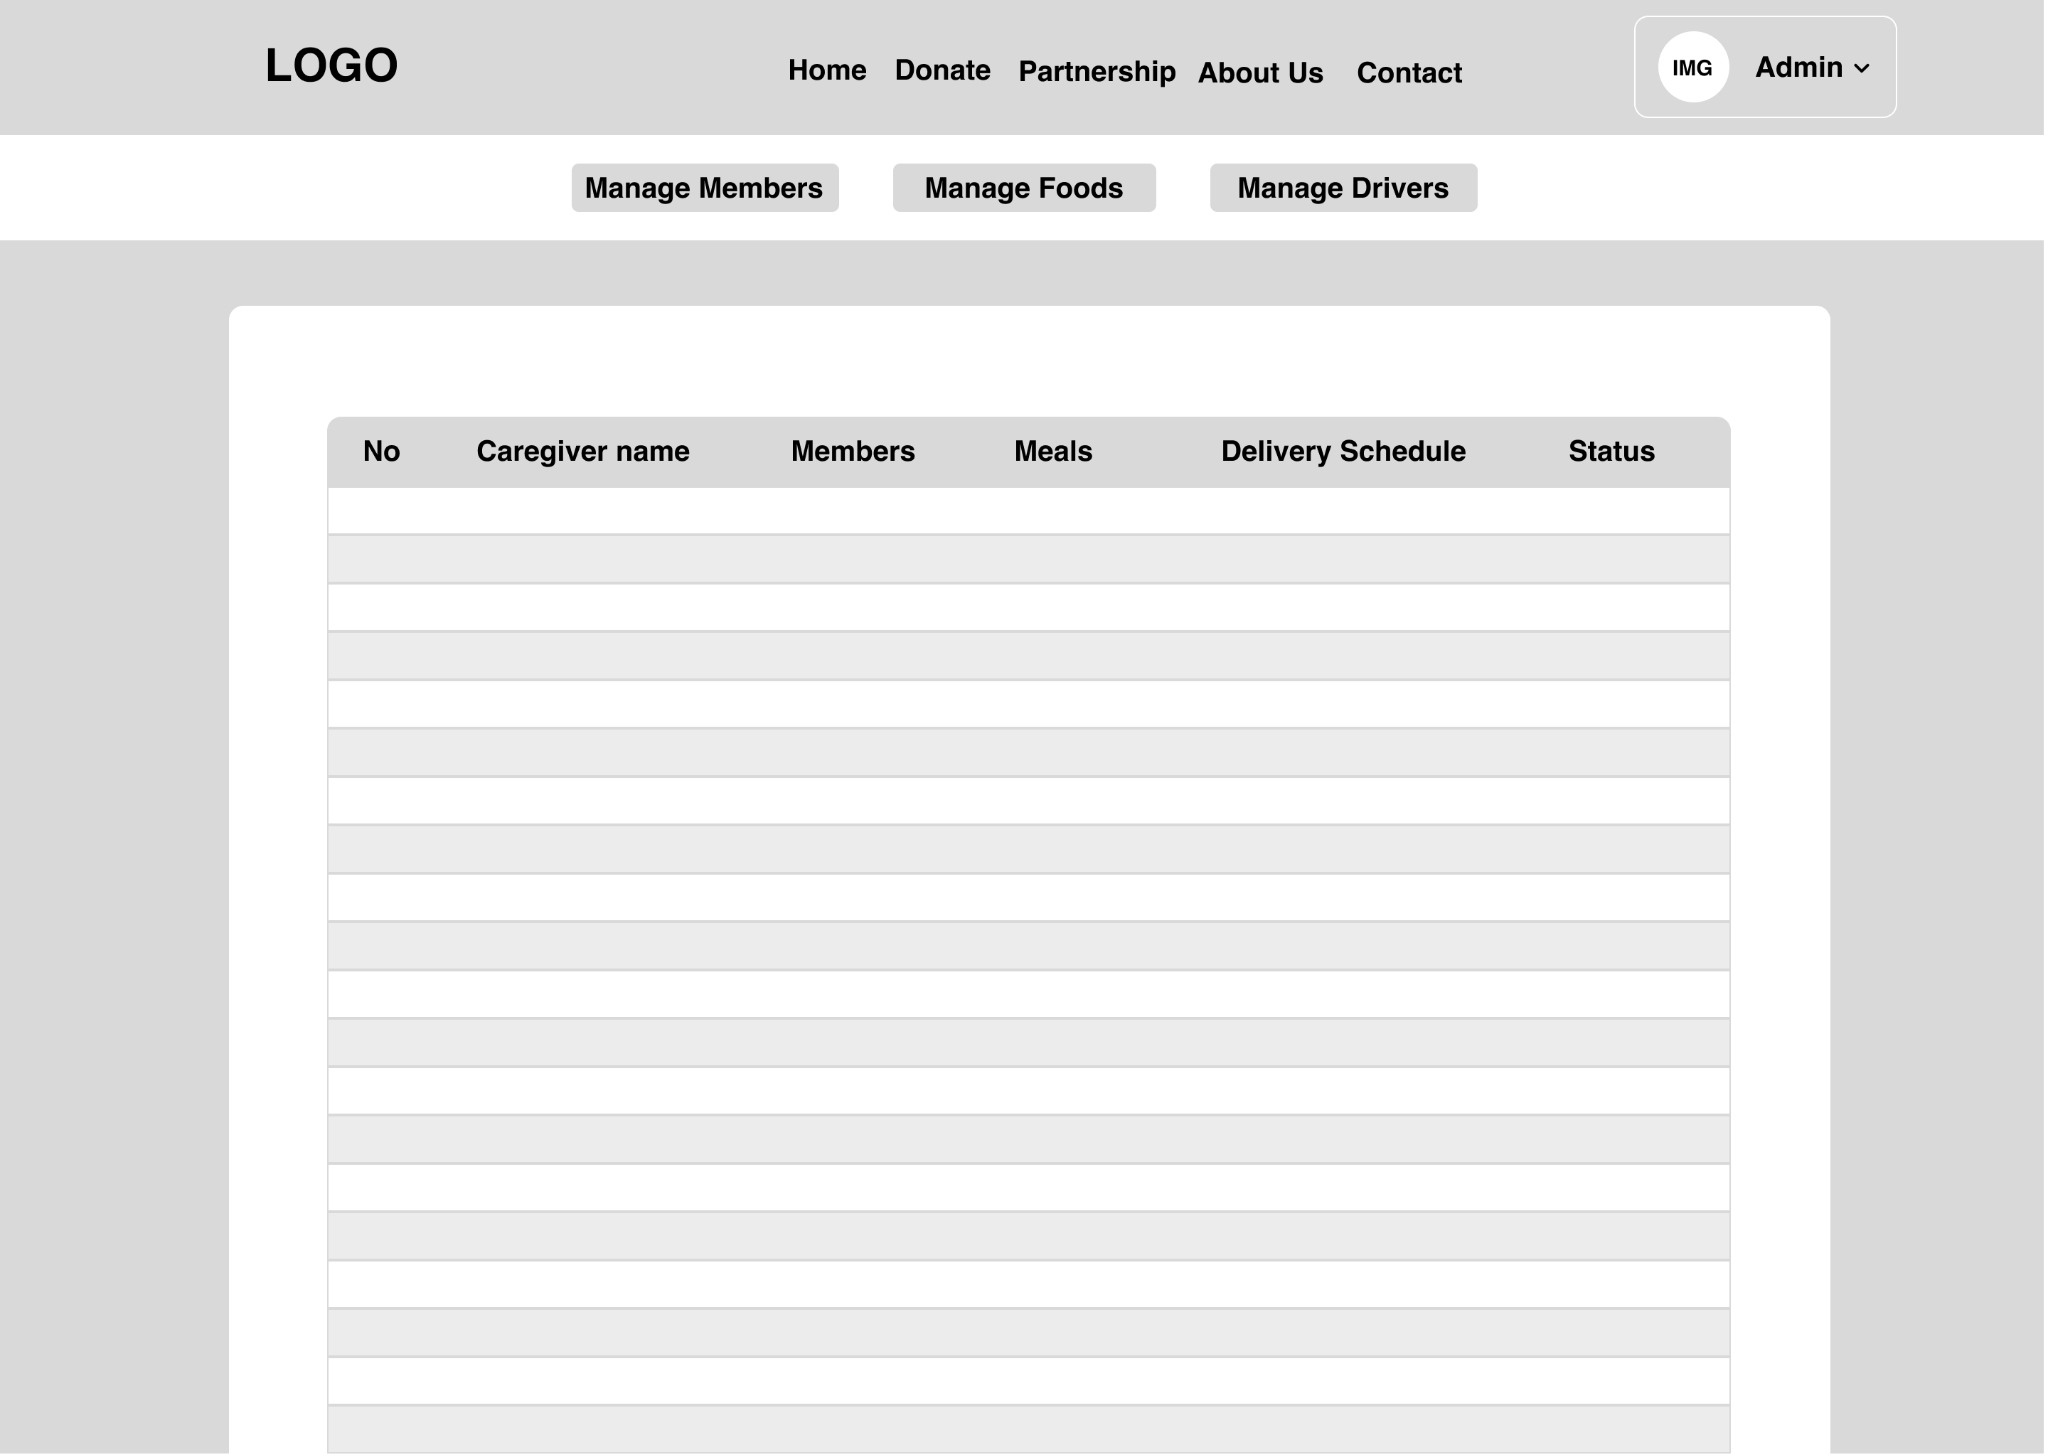 LOGO
Home Donate Partnership About Us Contact
IMG Admin
Manage Members Manage Foods Manage Drivers
No Caregiver name Members Meals Delivery Schedule Status